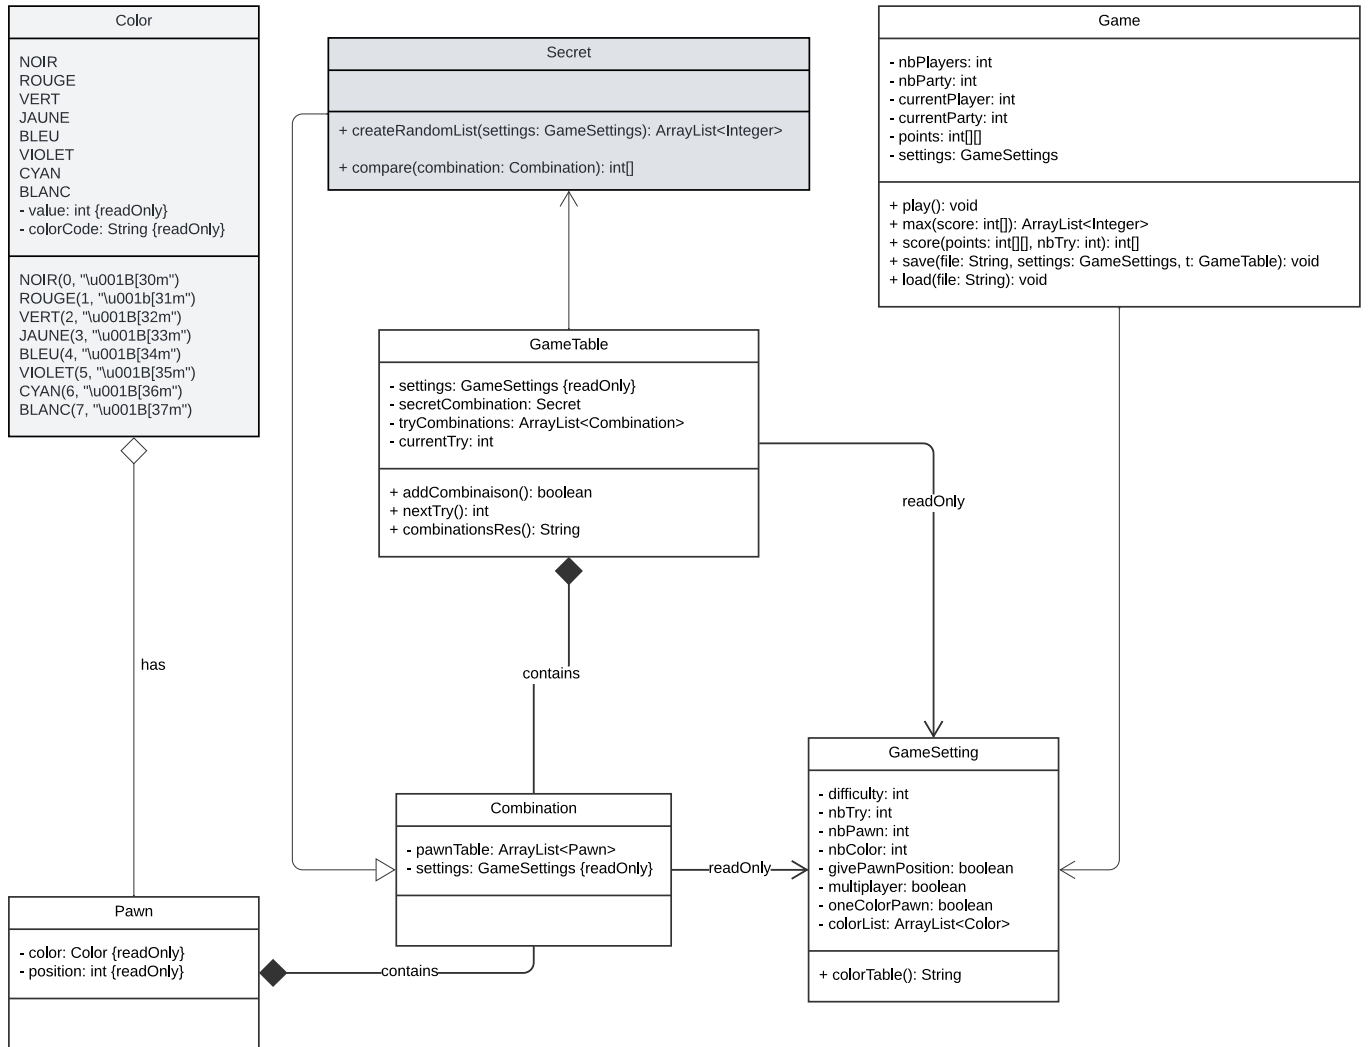 Color
NOIR
ROUGE
VERT
JAUNE
BLEU
VIOLET
CYAN
BLANC
- value: int {readOnly}
- colorCode: String {readOnly}
NOIR(0, "\u001B[30m")
ROUGE(1, "\u001b[31m")
VERT(2, "\u001B[32m")
JAUNE(3, "\u001B[33m")
BLEU(4, "\u001B[34m")
VIOLET(5, "\u001B[35m")
CYAN(6, "\u001B[36m")
BLANC(7, "\u001B[37m")
Secret
+ createRandomList(settings: GameSettings): ArrayList<Integer>
+ compare(combination: Combination): int[]
Game
- nbPlayers: int
- nbParty: int
- currentPlayer: int
- currentParty: int
- points: int[][]
- settings: GameSettings
+ play(): void
+ max(score: int[]): ArrayList<Integer>
+ score(points: int[][], nbTry: int): int[]
+ save(file: String, settings: GameSettings, t: GameTable): void
+ load(file: String): void
GameTable
- settings: GameSettings {readOnly}
- secretCombination: Secret
- tryCombinations: ArrayList<Combination>
- currentTry: int
+ addCombinaison(): boolean
+ nextTry(): int
+ combinationsRes(): String
readOnly
has
contains
Combination
- pawnTable: ArrayList<Pawn>
- settings: GameSettings {readOnly}
readOnly
GameSetting
- difficulty: int
- nbTry: int
- nbPawn: int
- nbColor: int
- givePawnPosition: boolean
- multiplayer: boolean
- oneColorPawn: boolean
- colorList: ArrayList<Color>
+ colorTable(): String
Pawn
- color: Color {readOnly}
- position: int {readOnly}
contains